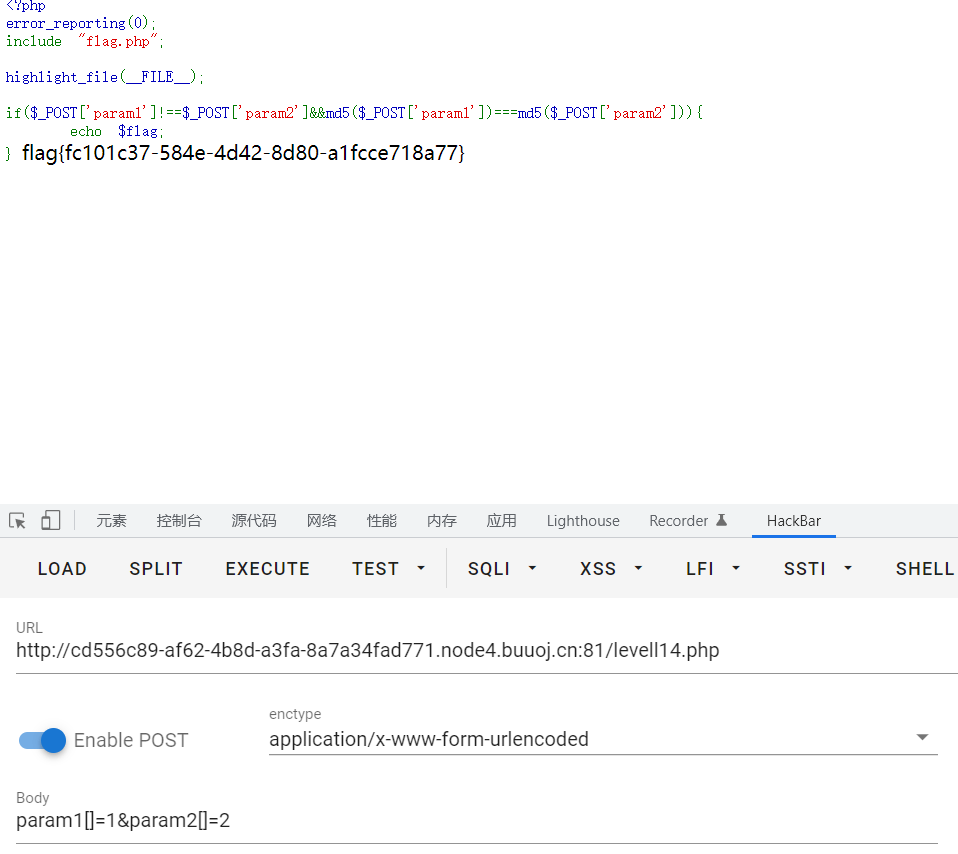 <?php
error_reporting(0);
include "flag.php";
highlight_file(__FILE__);
if($_POST['param1']!==$_POST['param2']&&md5($_POST['param1'])===md5($_POST['param2'])){
echo $flag;
} flag{fc101c37-584e-4d42-8d80-a1fcce718a77}
元素 控制台 源代码 网络 性能 内存 应用 Lighthouse Recorder HackBar
LOAD SPLIT EXECUTE TEST SQLI XSS LFI SSTI SHELL
URL
http://cd556c89-af62-4b8d-a3fa-8a7a34fad771.node4.buuoj.cn:81/levell14.php
enctype
Enable POST application/x-www-form-urlencoded
Body
param1[]=1&param2[]=2